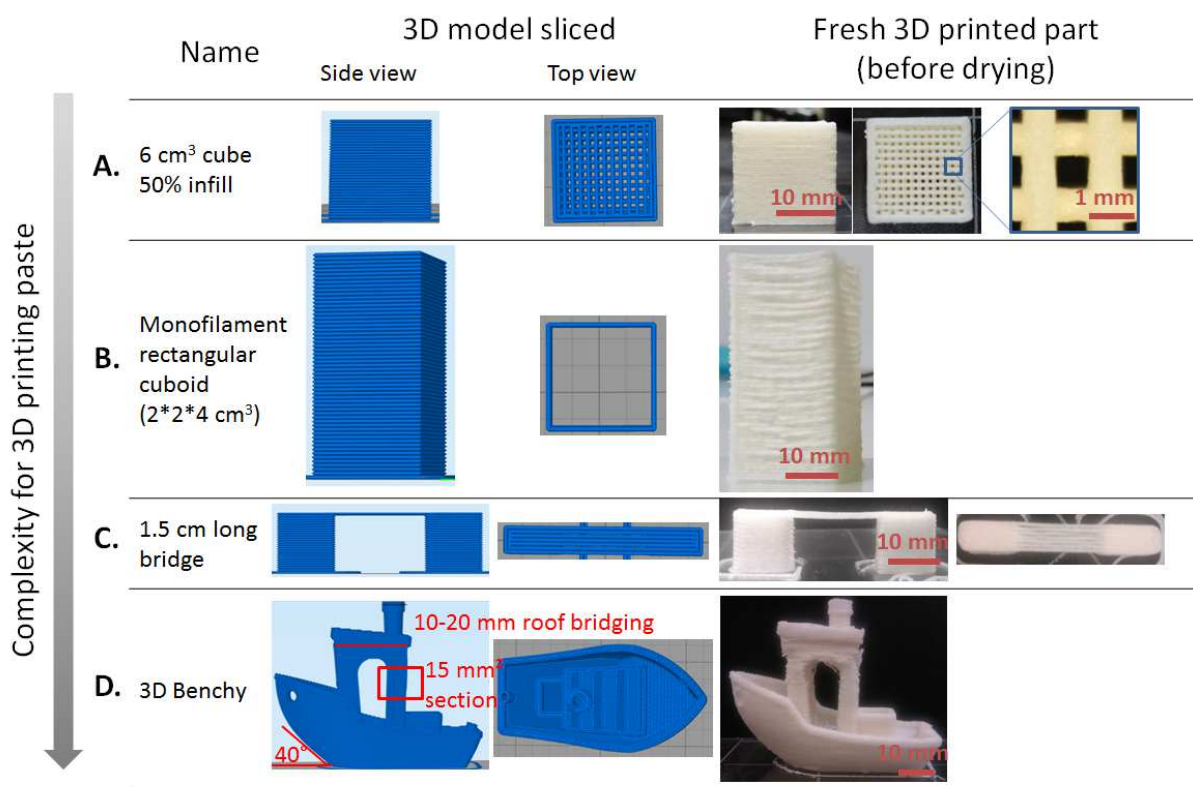 Name
3D model sliced
Side view
Top view
Fresh 3D printed part
(before drying)
Complexity for 3D printing paste
A.
6 cm³ cube
50% infill
10 mm
1 mm
B.
Monofilament
rectangular
cuboid
(2*2*4 cm³)
10 mm
C.
1.5 cm long
bridge
10 mm
D.
3D Benchy
10-20 mm roof bridging
15 mm²
section
40°
10 mm